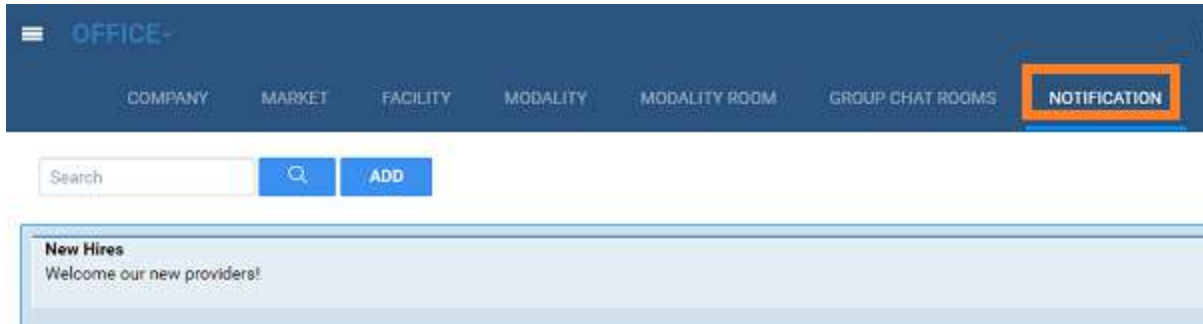 OFFICE-
COMPANY MARKET FACILITY MODALITY MODALITY ROOM GROUP CHAT ROOMS NOTIFICATION
Search ADD
New Hires
Welcome our new providers!